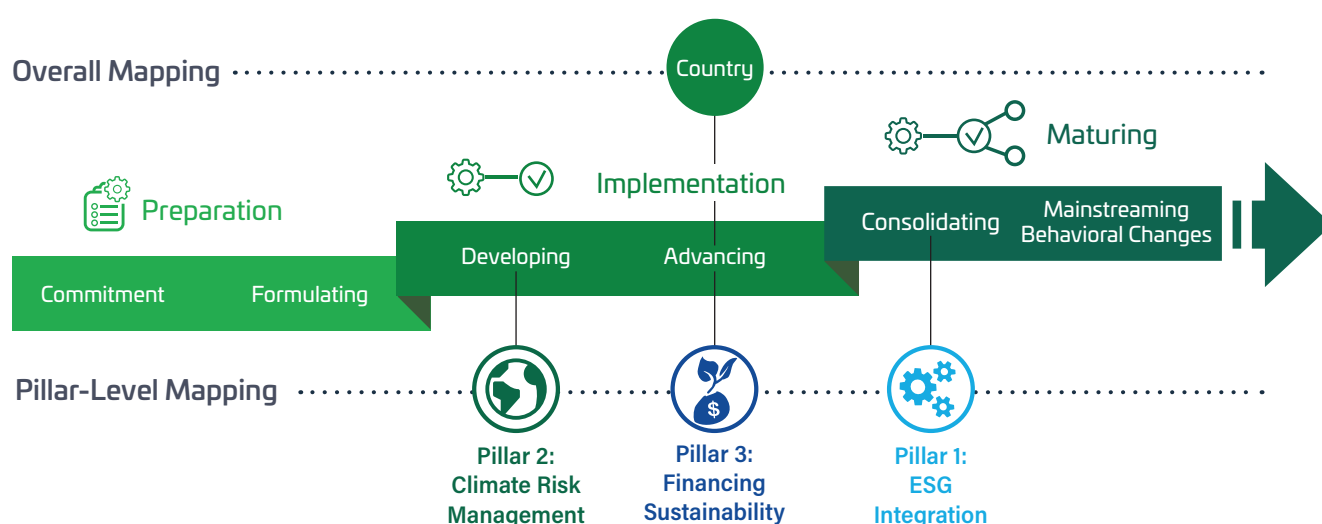 Overall Mapping
Country
Maturing
Implementation
Preparation
Consolidating
Mainstreaming
Behavioral Changes
Developing
Advancing
Commitment
Formulating
$
Pillar-Level Mapping
Pillar 2:
Climate Risk
Management
Pillar 3:
Financing
Sustainability
Pillar 1:
ESG
Integration